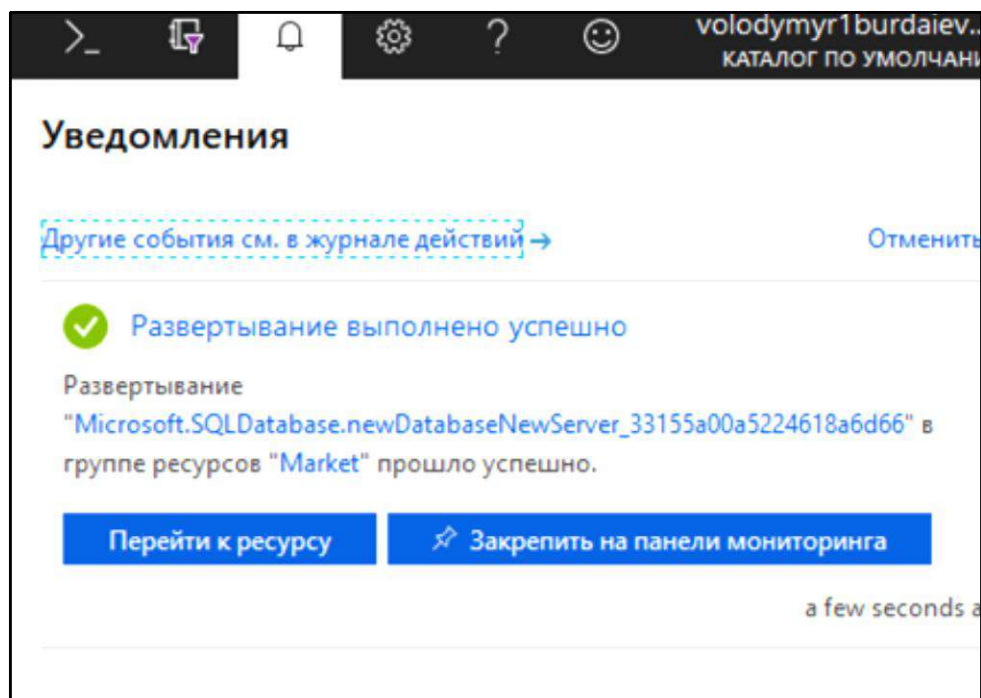 volodymyr1burdaiev..
КАТАЛОГ ПО УМОЛЧАНИ
Уведомления
Другие события см. в журнале действий →
Отменить
Развертывание выполнено успешно
Развертывание
"Microsoft.SQLDatabase.newDatabaseNewServer_33155a00a5224618a6d66" в
группе ресурсов "Market" прошло успешно.
Перейти к ресурсу
Закрепить на панели мониторинга
a few seconds a